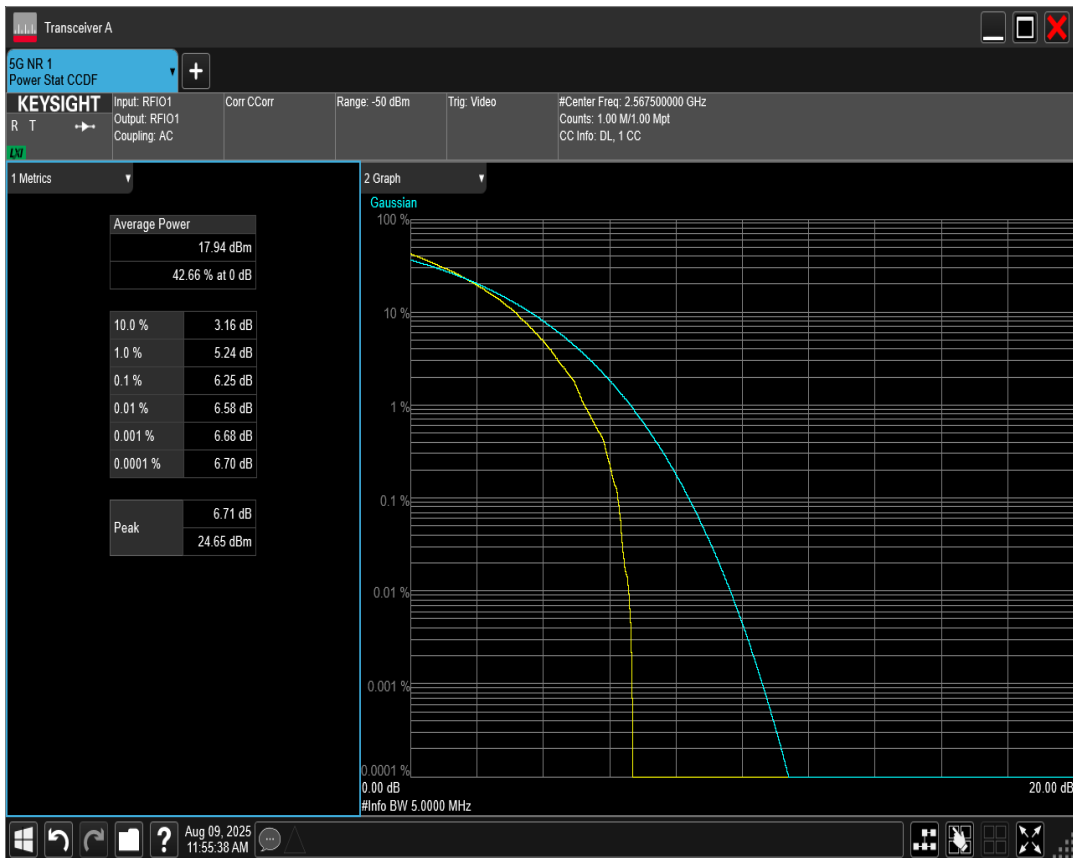 Transceiver A
5G NR 1
Power Stat CCDF
KEYSIGHT
R T
LXI
Input: RFIO1
Output: RFIO1
Coupling: AC
Corr CCorr
Range: -50 dBm
Trig: Video
#Center Freq: 2.567500000 GHz
Counts: 1.00 M/1.00 Mpt
CC Info: DL, 1 CC
1 Metrics
Average Power
17.94 dBm
42.66 % at 0 dB
10.0 % 3.16 dB
1.0 % 5.24 dB
0.1 % 6.25 dB
0.01 % 6.58 dB
0.001 % 6.68 dB
0.0001 % 6.70 dB
Peak
6.71 dB
24.65 dBm
2 Graph
Gaussian
100 %
10 %
1 %
0.1 %
0.01 %
0.001 %
0.0001 %
0.00 dB 20.00 dB
#Info BW 5.0000 MHz
? Aug 09, 2025
11:55:38 AM